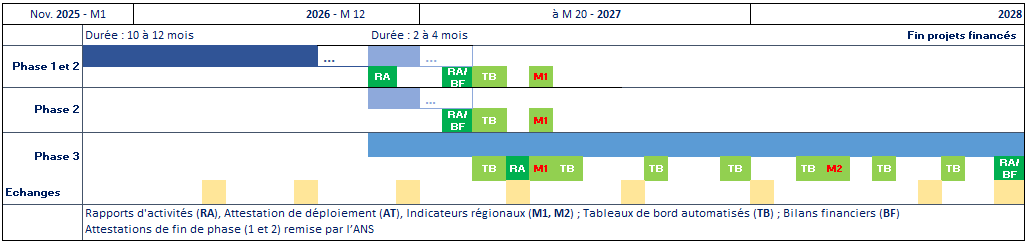 Nov. 2025 - M1 2026 - M 12 à M 20 - 2027 2028
Durée : 10 à 12 mois Durée : 2 à 4 mois Fin projets financés
Phase 1 et 2 ... ...
RA RA/ BF TB M1
Phase 2 ...
RA/ BF TB M1
Phase 3
TB RA M1 TB TB TB TB M2 TB TB RA/ BF
Echanges
Rapports d'activités (RA), Attestation de déploiement (AT), Indicateurs régionaux (M1, M2) ; Tableaux de bord automatisés (TB) ; Bilans financiers (BF)
Attestations de fin de phase (1 et 2) remise par l'ANS